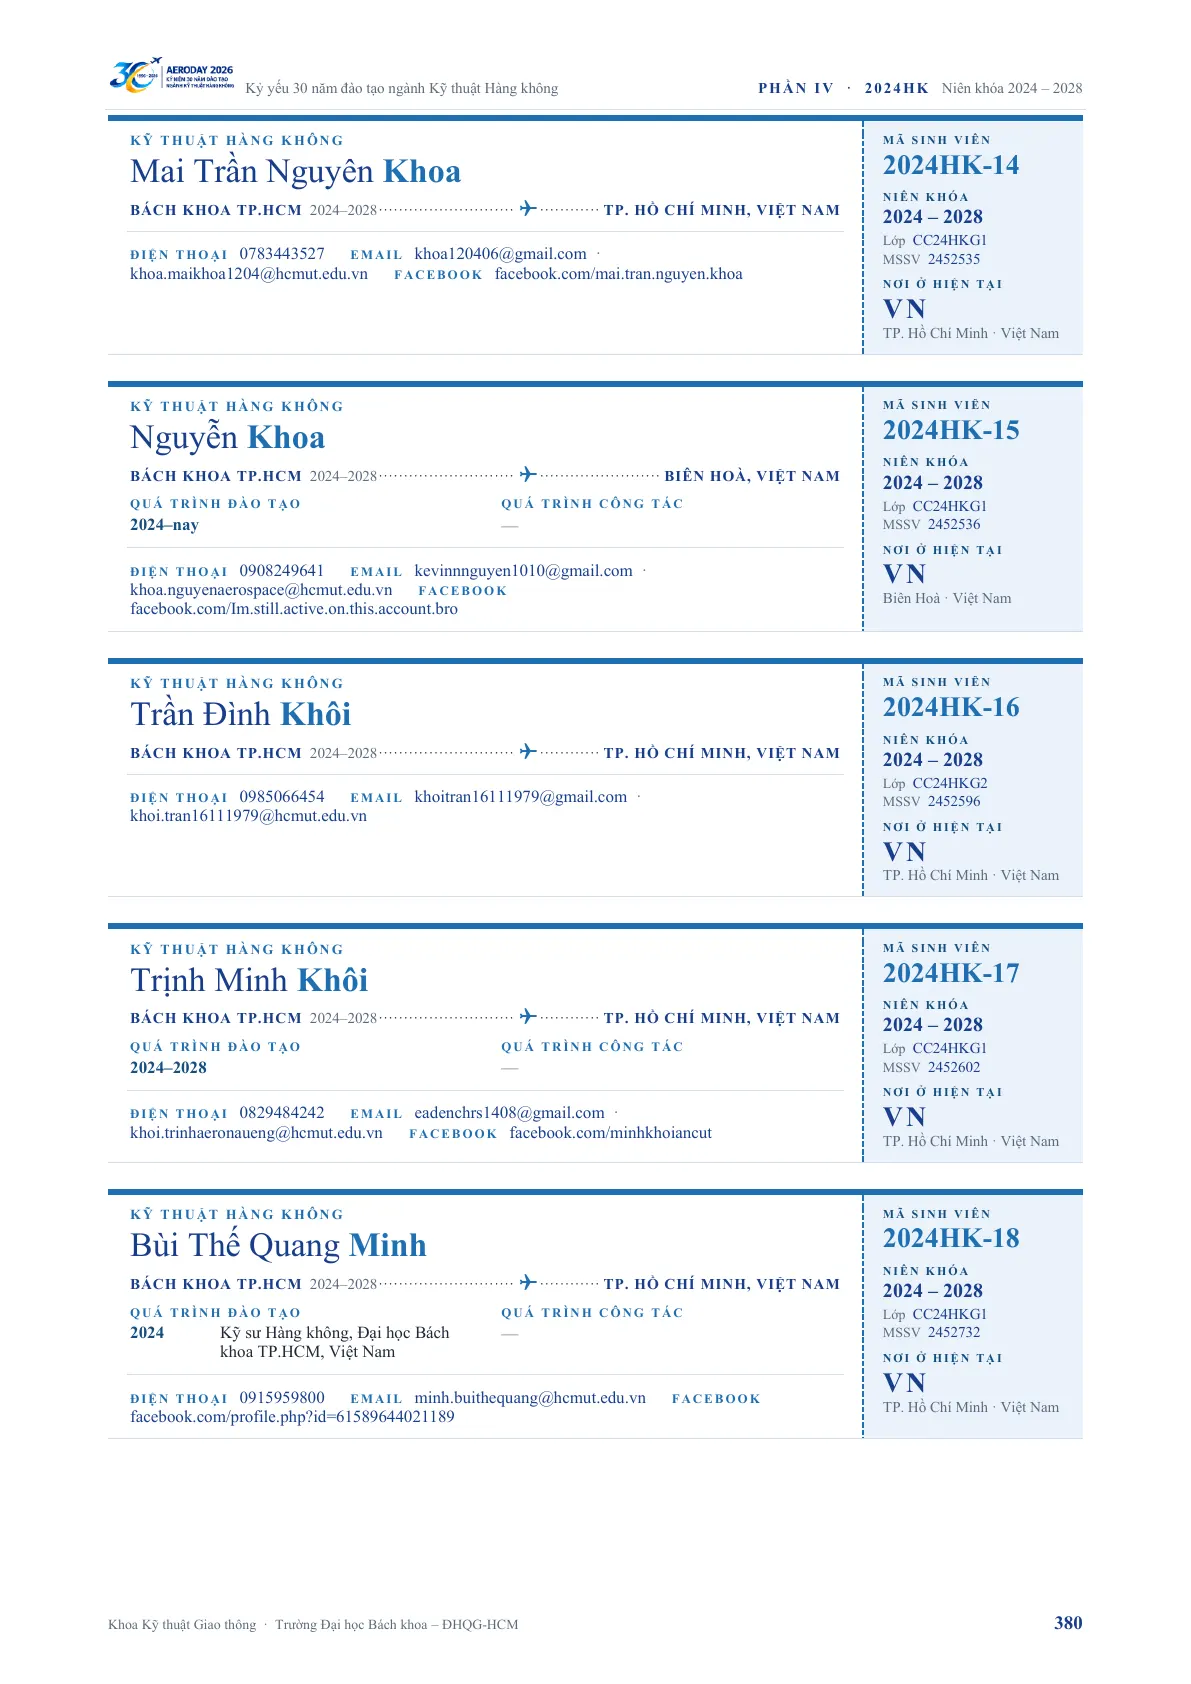 30 AERODAY 2026
1996 - 2026 KỶ NIỆM 30 NĂM ĐÀO TẠO
NGÀNH KỸ THUẬT HÀNG KHÔNG
Kỷ yếu 30 năm đào tạo ngành Kỹ thuật Hàng không
PHẦN IV · 2024HK Niên khóa 2024 – 2028
KỸ THUẬT HÀNG KHÔNG
Mai Trần Nguyên Khoa
BÁCH KHOA TP.HCM 2024–2028 TP. HỒ CHÍ MINH, VIỆT NAM
ĐIỆN THOẠI 0783443527 EMAIL khoa120406@gmail.com ·
khoa.maikhoa1204@hcmut.edu.vn FACEBOOK facebook.com/mai.tran.nguyen.khoa
MÃ SINH VIÊN
2024HK-14
NIÊN KHÓA
2024 – 2028
Lớp CC24HKG1
MSSV 2452535
NƠI Ở HIỆN TẠI
VN
TP. Hồ Chí Minh · Việt Nam
KỸ THUẬT HÀNG KHÔNG
Nguyễn Khoa
BÁCH KHOA TP.HCM 2024–2028 BIÊN HOÀ, VIỆT NAM
QUÁ TRÌNH ĐÀO TẠO QUÁ TRÌNH CÔNG TÁC
2024–nay —
ĐIỆN THOẠI 0908249641 EMAIL kevinnnguyen1010@gmail.com ·
khoa.nguyenaerospace@hcmut.edu.vn FACEBOOK
facebook.com/Im.still.active.on.this.account.bro
MÃ SINH VIÊN
2024HK-15
NIÊN KHÓA
2024 – 2028
Lớp CC24HKG1
MSSV 2452536
NƠI Ở HIỆN TẠI
VN
Biên Hoà · Việt Nam
KỸ THUẬT HÀNG KHÔNG
Trần Đình Khôi
BÁCH KHOA TP.HCM 2024–2028 TP. HỒ CHÍ MINH, VIỆT NAM
ĐIỆN THOẠI 0985066454 EMAIL khoitran16111979@gmail.com ·
khoi.tran16111979@hcmut.edu.vn
MÃ SINH VIÊN
2024HK-16
NIÊN KHÓA
2024 – 2028
Lớp CC24HKG2
MSSV 2452596
NƠI Ở HIỆN TẠI
VN
TP. Hồ Chí Minh · Việt Nam
KỸ THUẬT HÀNG KHÔNG
Trịnh Minh Khôi
BÁCH KHOA TP.HCM 2024–2028 TP. HỒ CHÍ MINH, VIỆT NAM
QUÁ TRÌNH ĐÀO TẠO QUÁ TRÌNH CÔNG TÁC
2024–2028 —
ĐIỆN THOẠI 0829484242 EMAIL eadenchrs1408@gmail.com ·
khoi.trinhaeronaueng@hcmut.edu.vn FACEBOOK facebook.com/minhkhoiancut
MÃ SINH VIÊN
2024HK-17
NIÊN KHÓA
2024 – 2028
Lớp CC24HKG1
MSSV 2452602
NƠI Ở HIỆN TẠI
VN
TP. Hồ Chí Minh · Việt Nam
KỸ THUẬT HÀNG KHÔNG
Bùi Thế Quang Minh
BÁCH KHOA TP.HCM 2024–2028 TP. HỒ CHÍ MINH, VIỆT NAM
QUÁ TRÌNH ĐÀO TẠO QUÁ TRÌNH CÔNG TÁC
2024 Kỹ sư Hàng không, Đại học Bách —
khoa TP.HCM, Việt Nam
ĐIỆN THOẠI 0915959800 EMAIL minh.buithequang@hcmut.edu.vn FACEBOOK
facebook.com/profile.php?id=61589644021189
MÃ SINH VIÊN
2024HK-18
NIÊN KHÓA
2024 – 2028
Lớp CC24HKG1
MSSV 2452732
NƠI Ở HIỆN TẠI
VN
TP. Hồ Chí Minh · Việt Nam
Khoa Kỹ thuật Giao thông · Trường Đại học Bách khoa – ĐHQG-HCM
380